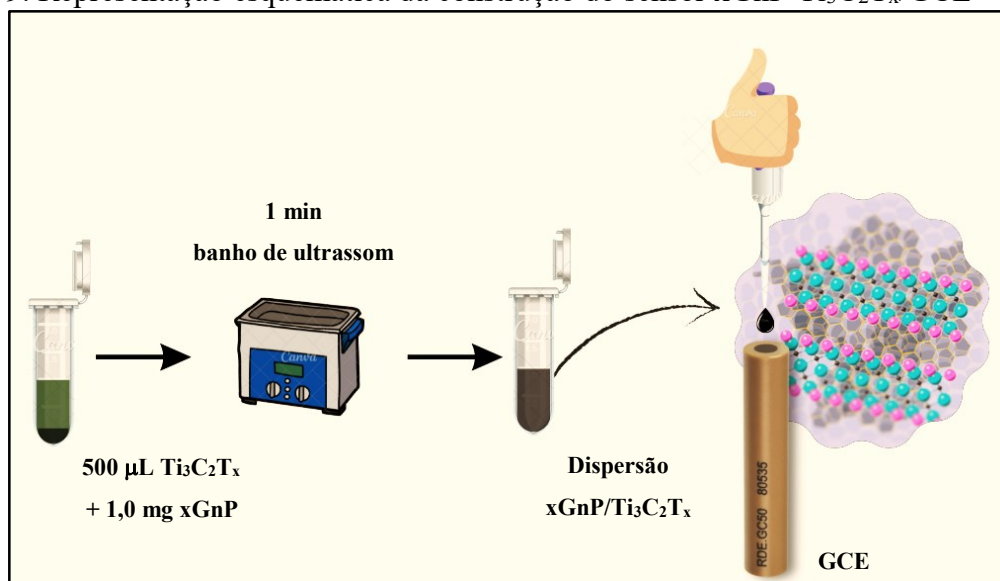 1 min
banho de ultrassom
Canva
500 μL Ti₃C₂Tₓ
+ 1,0 mg xGnP
Dispersão
xGnP/Ti₃C₂Tₓ
RDE.GC50 80535
GCE